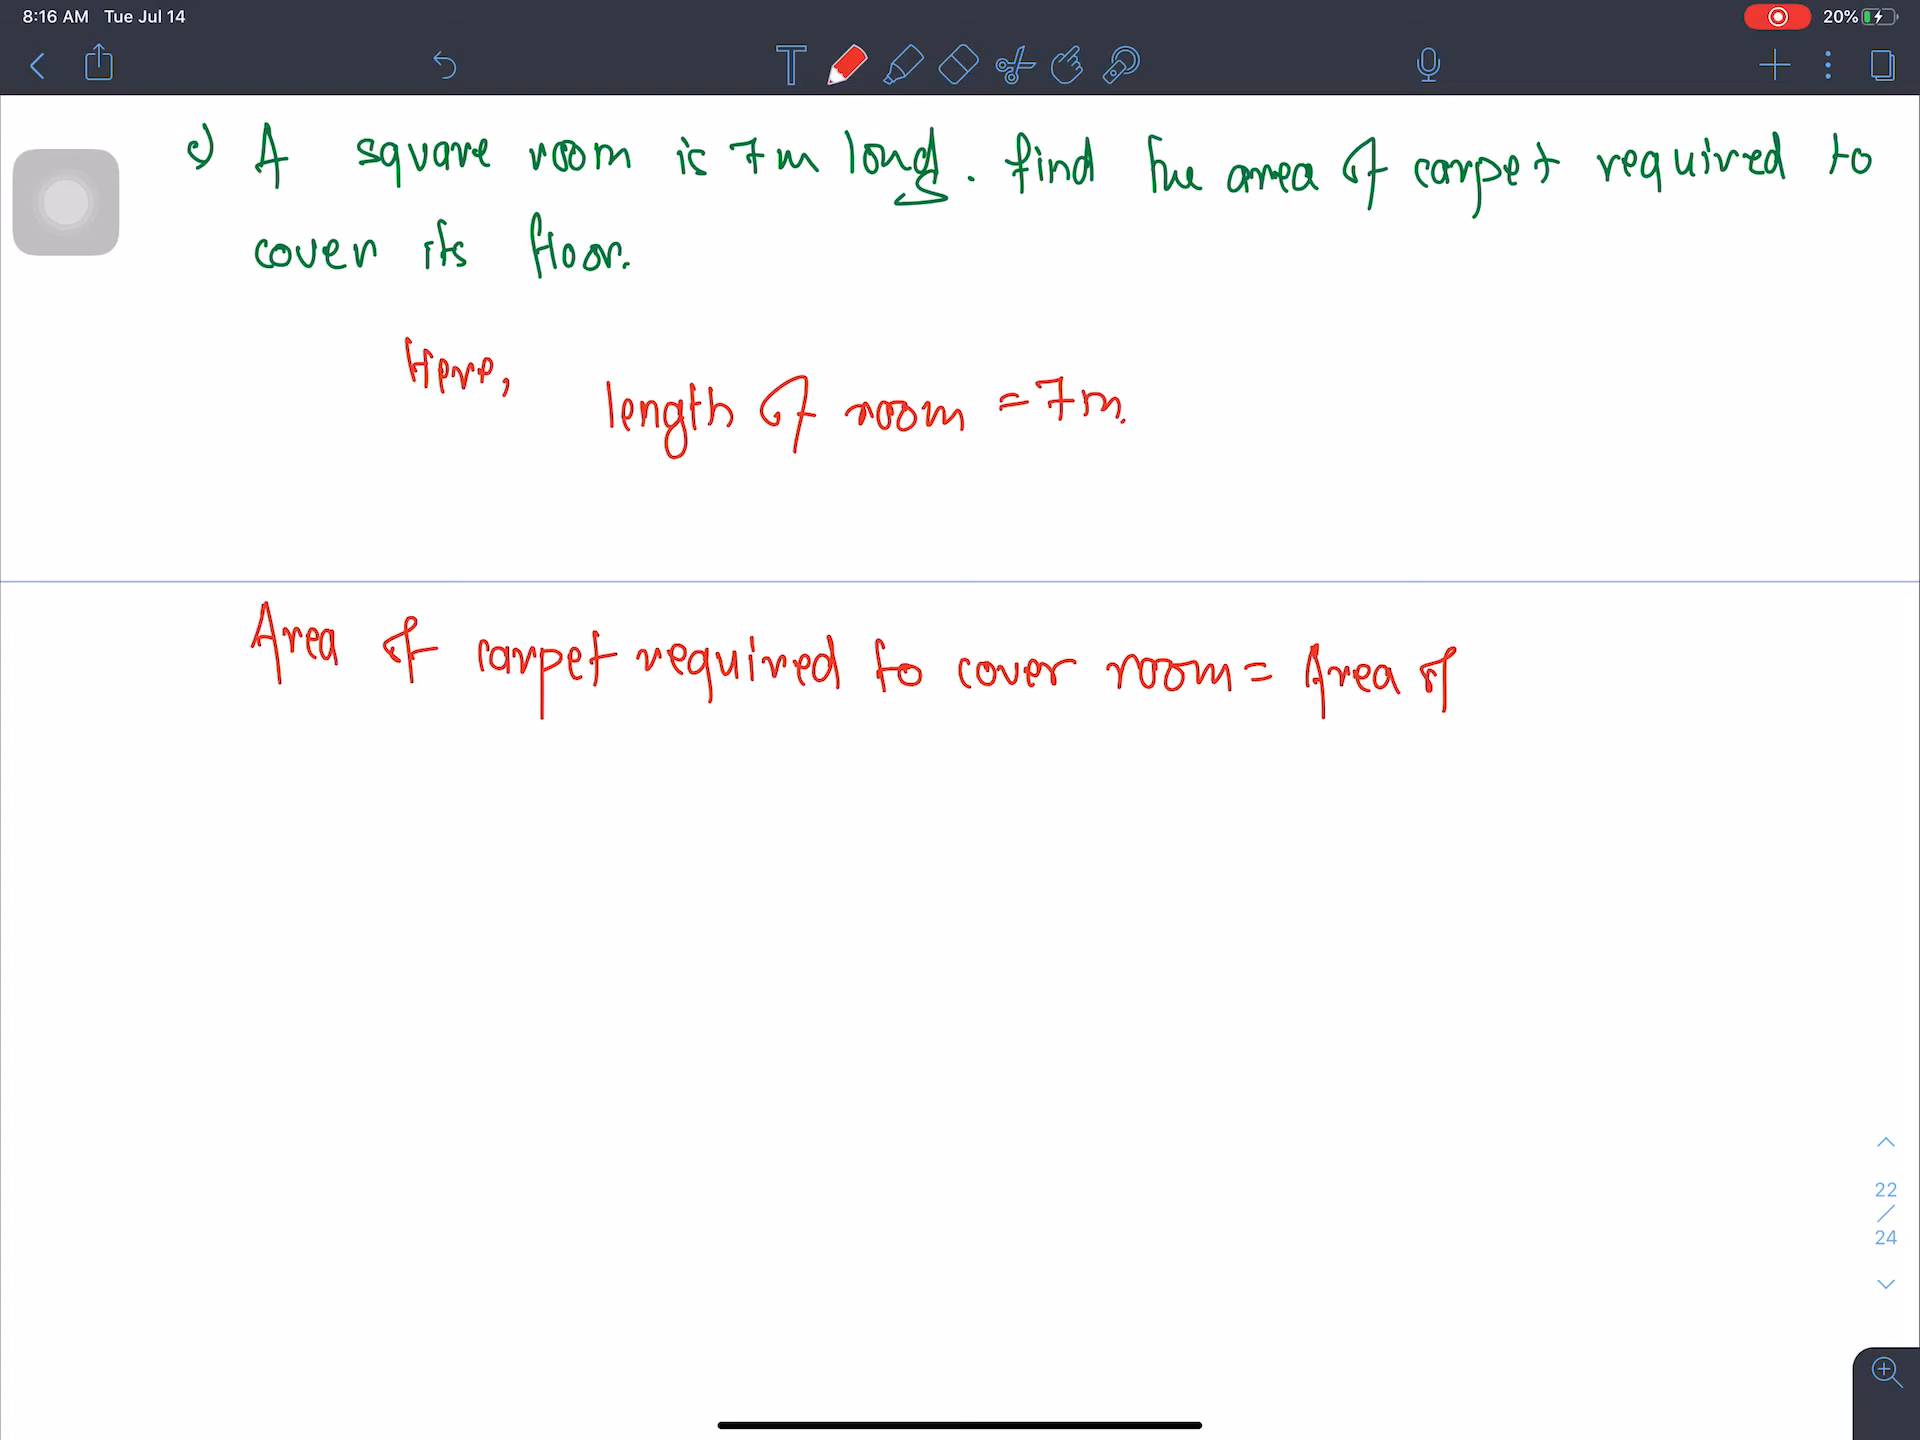 8:16 AM Tue Jul 14
20%
c) A square room is 7m long. find the area of carpet required to
cover its floor.
Here,
length of room = 7m.
Area of carpet required to cover room = Area of
22
/
24